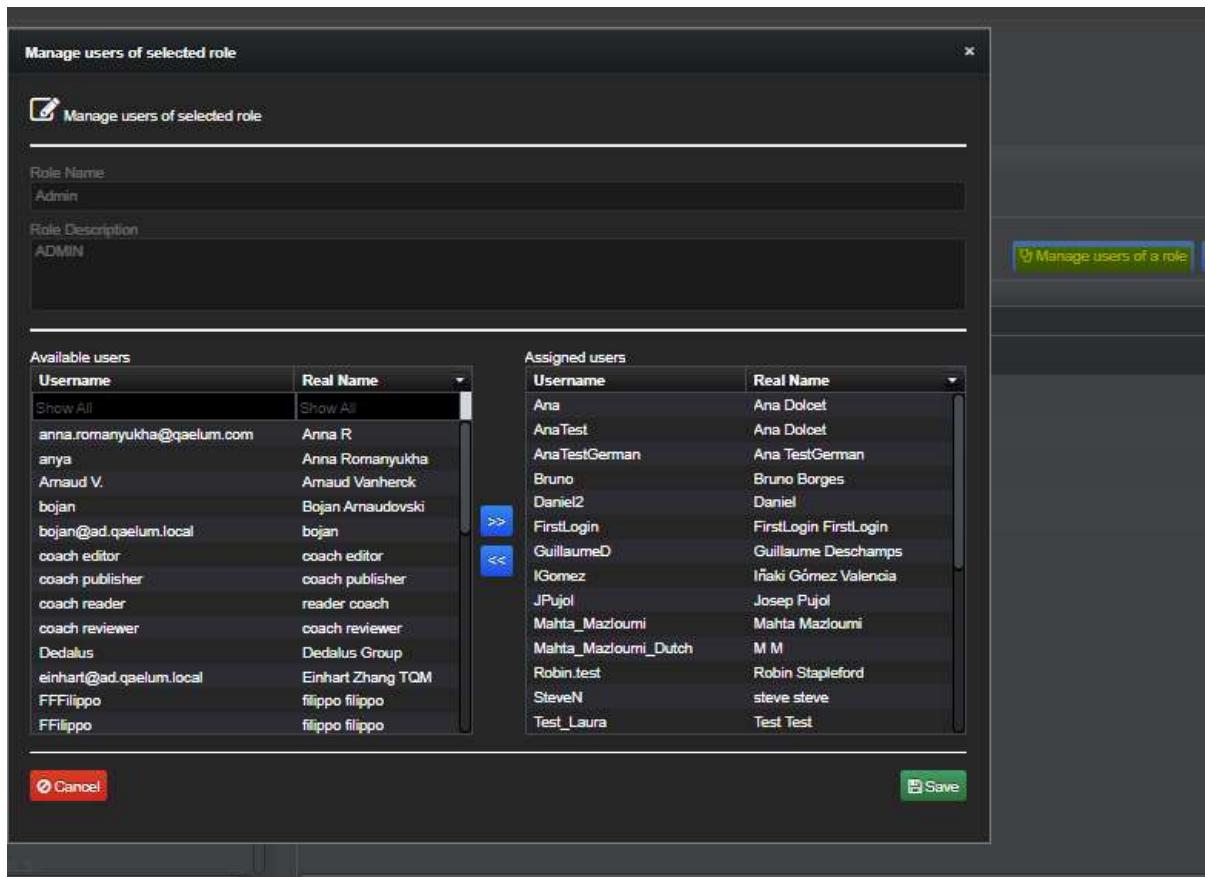 Manage users of selected role ×
Manage users of selected role
Role Name
Admin
Role Description
ADMIN
Manage users of a role
Available users
Username Real Name
Show All Show All
anna.romanyukha@qaelum.com Anna R
anya Anna Romanyukha
Arnaud V. Arnaud Vanherck
bojan Bojan Arnaudovski
bojan@ad.qaelum.local bojan
coach editor coach editor
coach publisher coach publisher
coach reader reader coach
coach reviewer coach reviewer
Dedalus Dedalus Group
einhart@ad.qaelum.local Einhart Zhang TQM
FFFilippo filippo filippo
FFilippo filippo filippo
>>
<<
Assigned users
Username Real Name
Ana Ana Dolcet
AnaTest Ana Dolcet
AnaTestGerman Ana TestGerman
Bruno Bruno Borges
Daniel2 Daniel
FirstLogin FirstLogin FirstLogin
GuillaumeD Guillaume Deschamps
IGomez Iñaki Gómez Valencia
JPujol Josep Pujol
Mahta_Mazloumi Mahta Mazloumi
Mahta_Mazloumi_Dutch M M
Robin.test Robin Stapleford
SteveN steve steve
Test_Laura Test Test
Cancel
Save